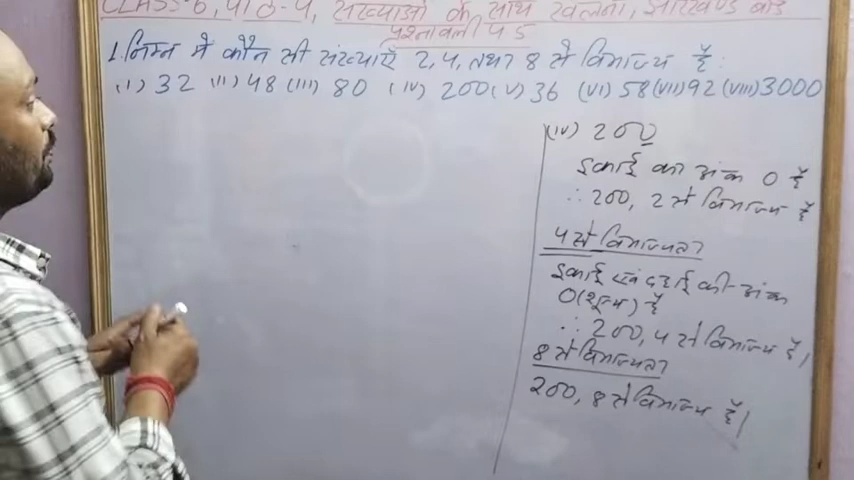 CLASS-6, पाठ-4, संख्याओं के साथ खेलना, झारखण्ड बोर्ड
प्रश्नावली 4.5
1. निम्न में कौन सी संख्याएँ 2, 4, तथा 8 से विभाज्य हैं:
(i) 32 (ii) 48 (iii) 80 (iv) 200 (v) 36 (vi) 58 (vii) 92 (viii) 3000
(iv) 200
इकाई का अंक 0 है
∴ 200, 2 से विभाज्य है
4 से विभाज्यता
इकाई एवं दहाई की अंक
0 (शून्य) है
∴ 200, 4 से विभाज्य है।
8 से विभाज्यता
200, 8 से विभाज्य है।